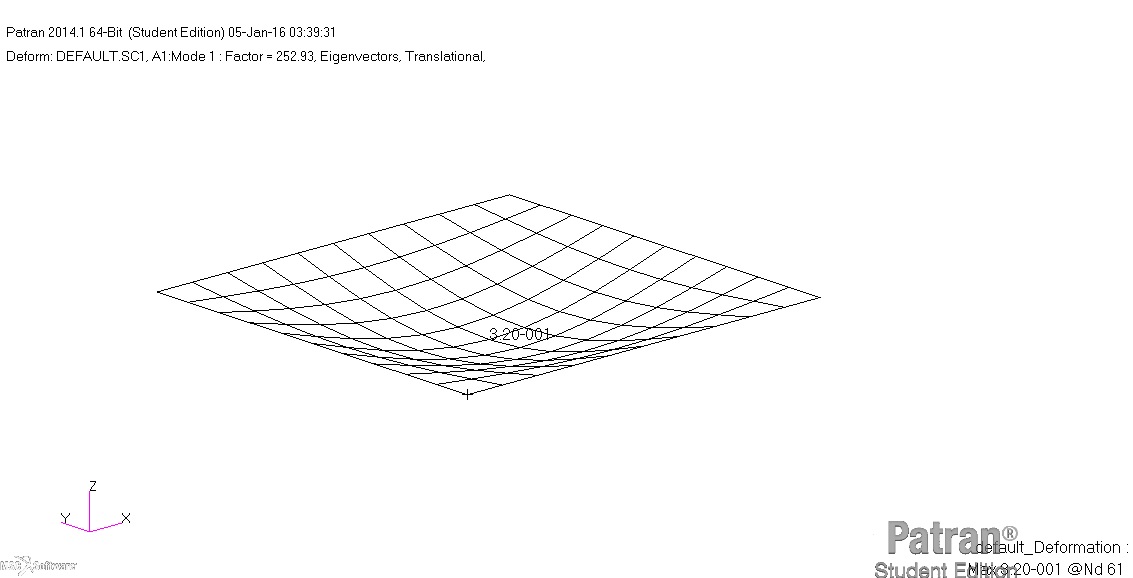 Patran 2014.1 64-Bit (Student Edition) 05-Jan-16 03:39:31
Deform: DEFAULT.SC1, A1:Mode 1 : Factor = 252.93, Eigenvectors, Translational,
3.20-001
Z
Y X
Patran®
default_Deformation :
Student Edition
Max 3.20-001 @Nd 61
Software